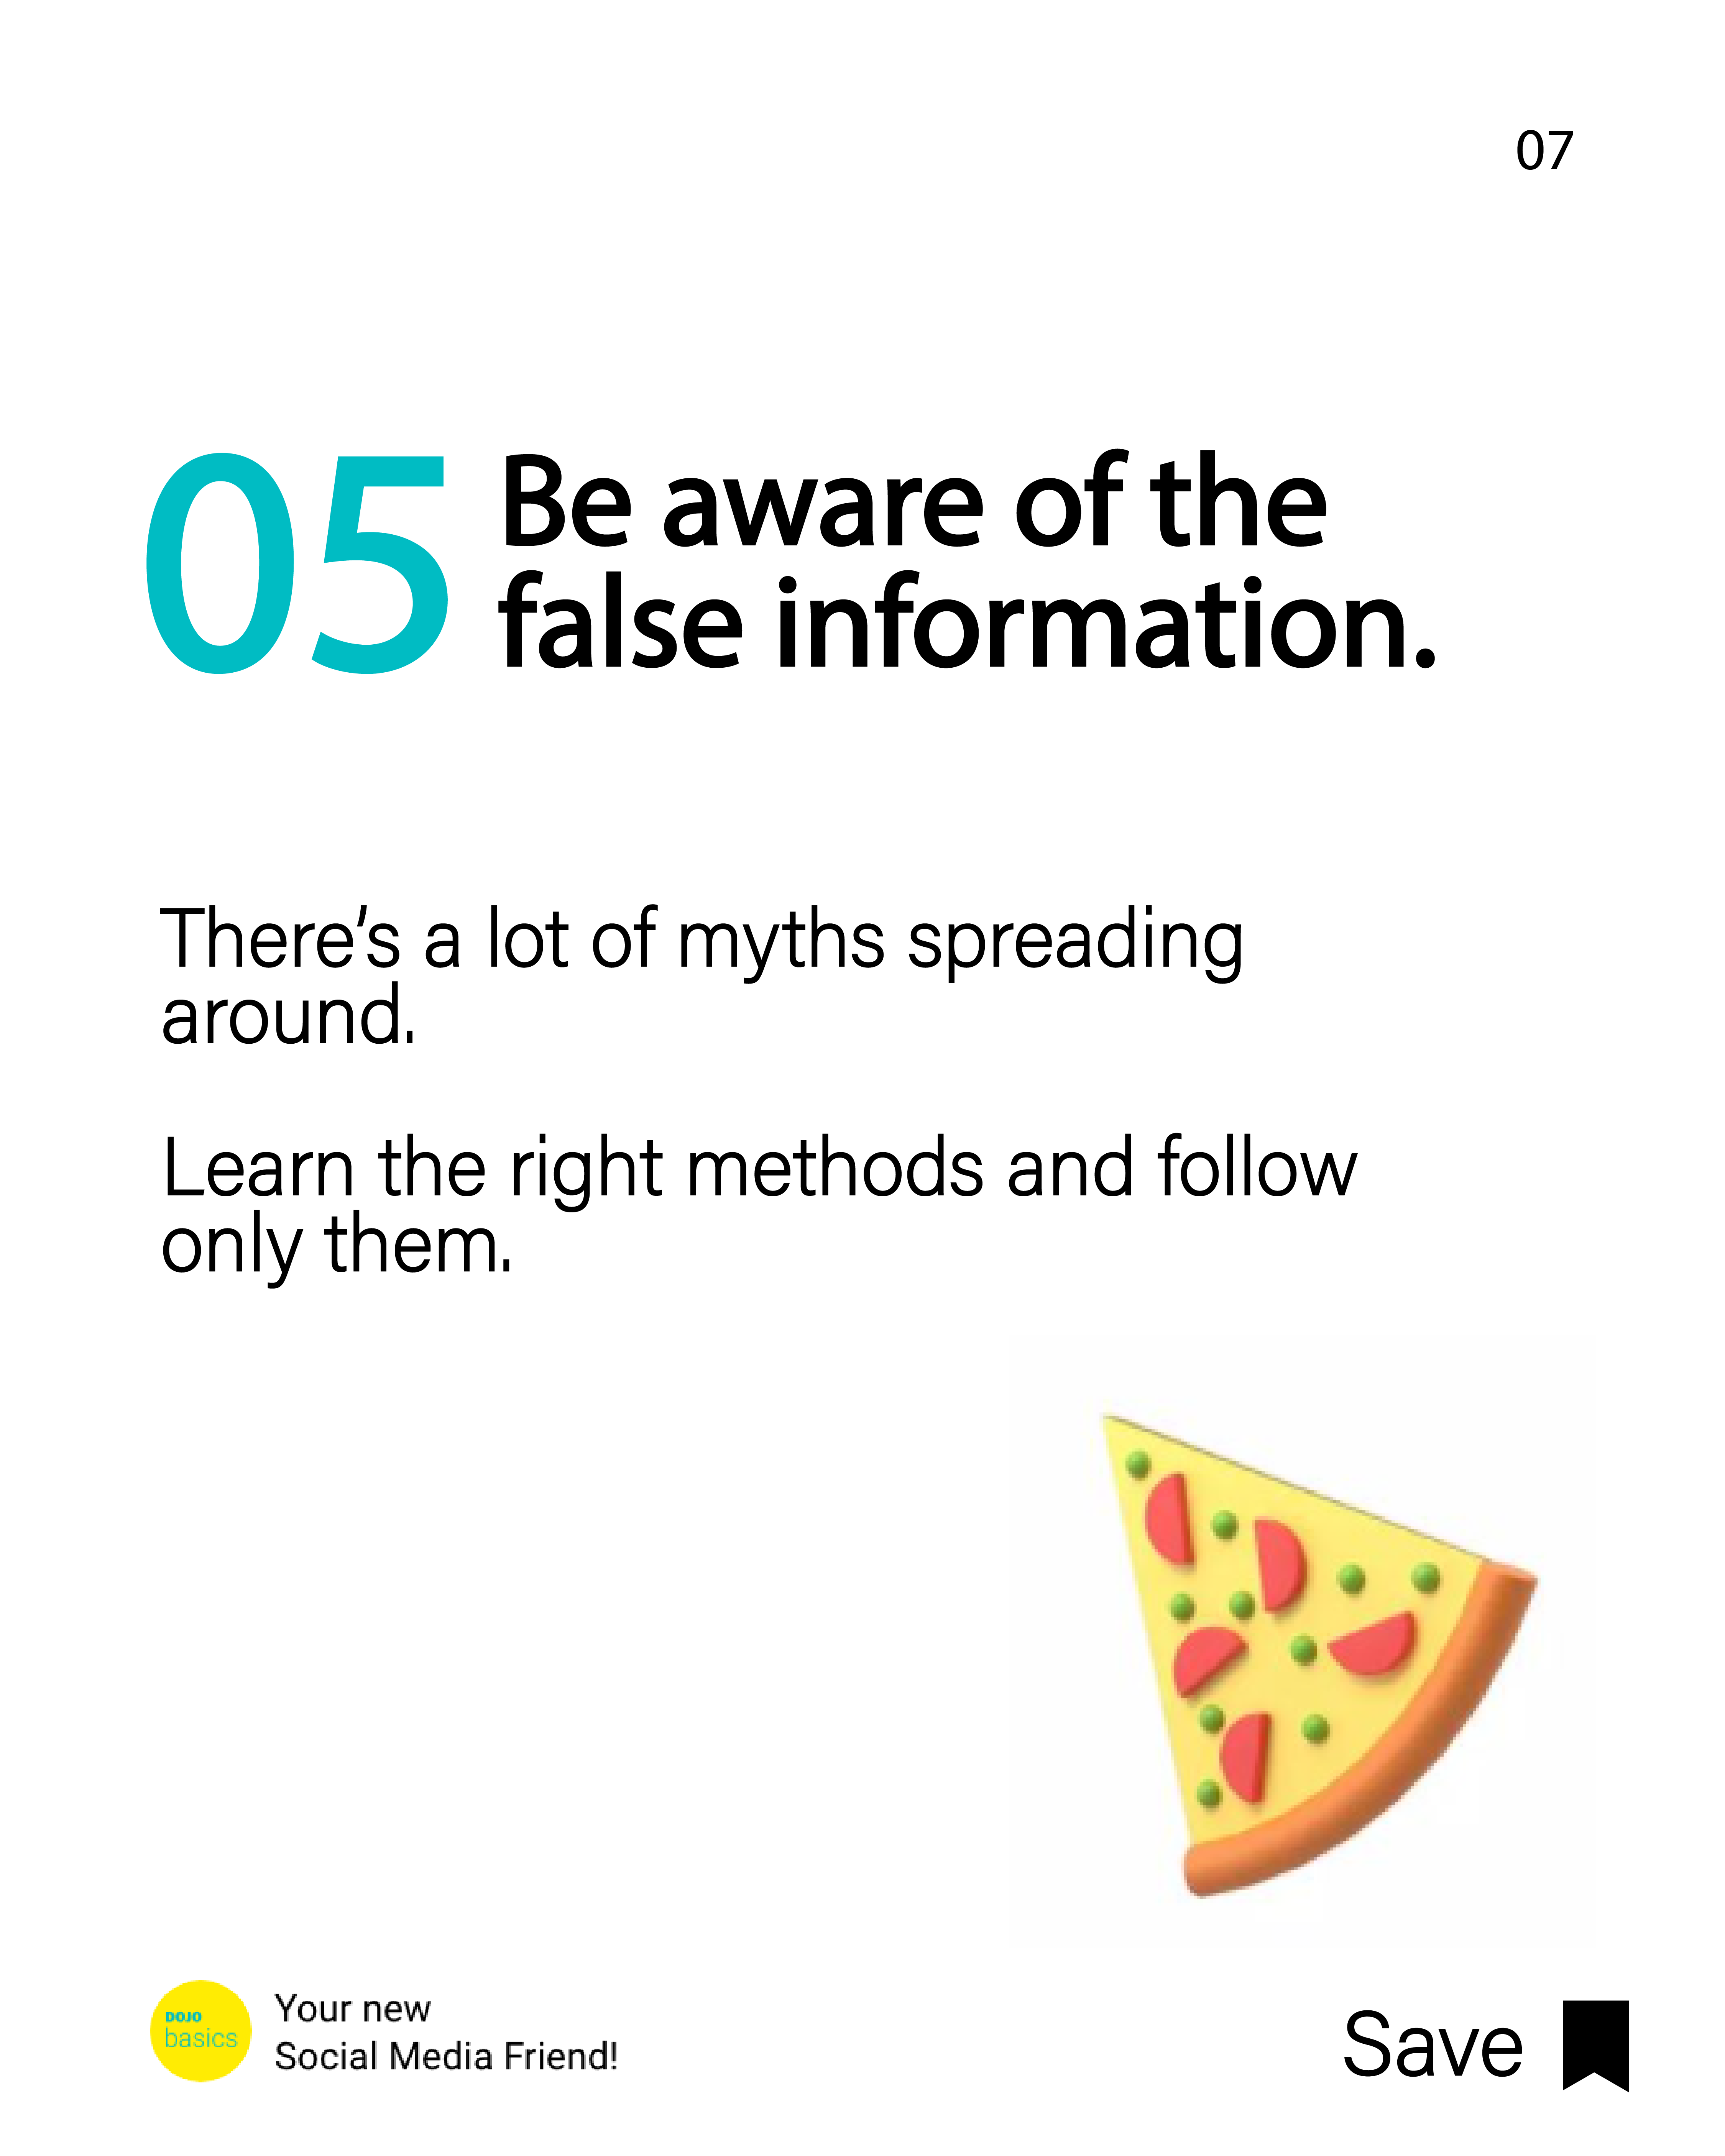 07
05 Be aware of the
false information.
There’s a lot of myths spreading
around.
Learn the right methods and follow
only them.
DOJO
basics
Your new
Social Media Friend!
Save